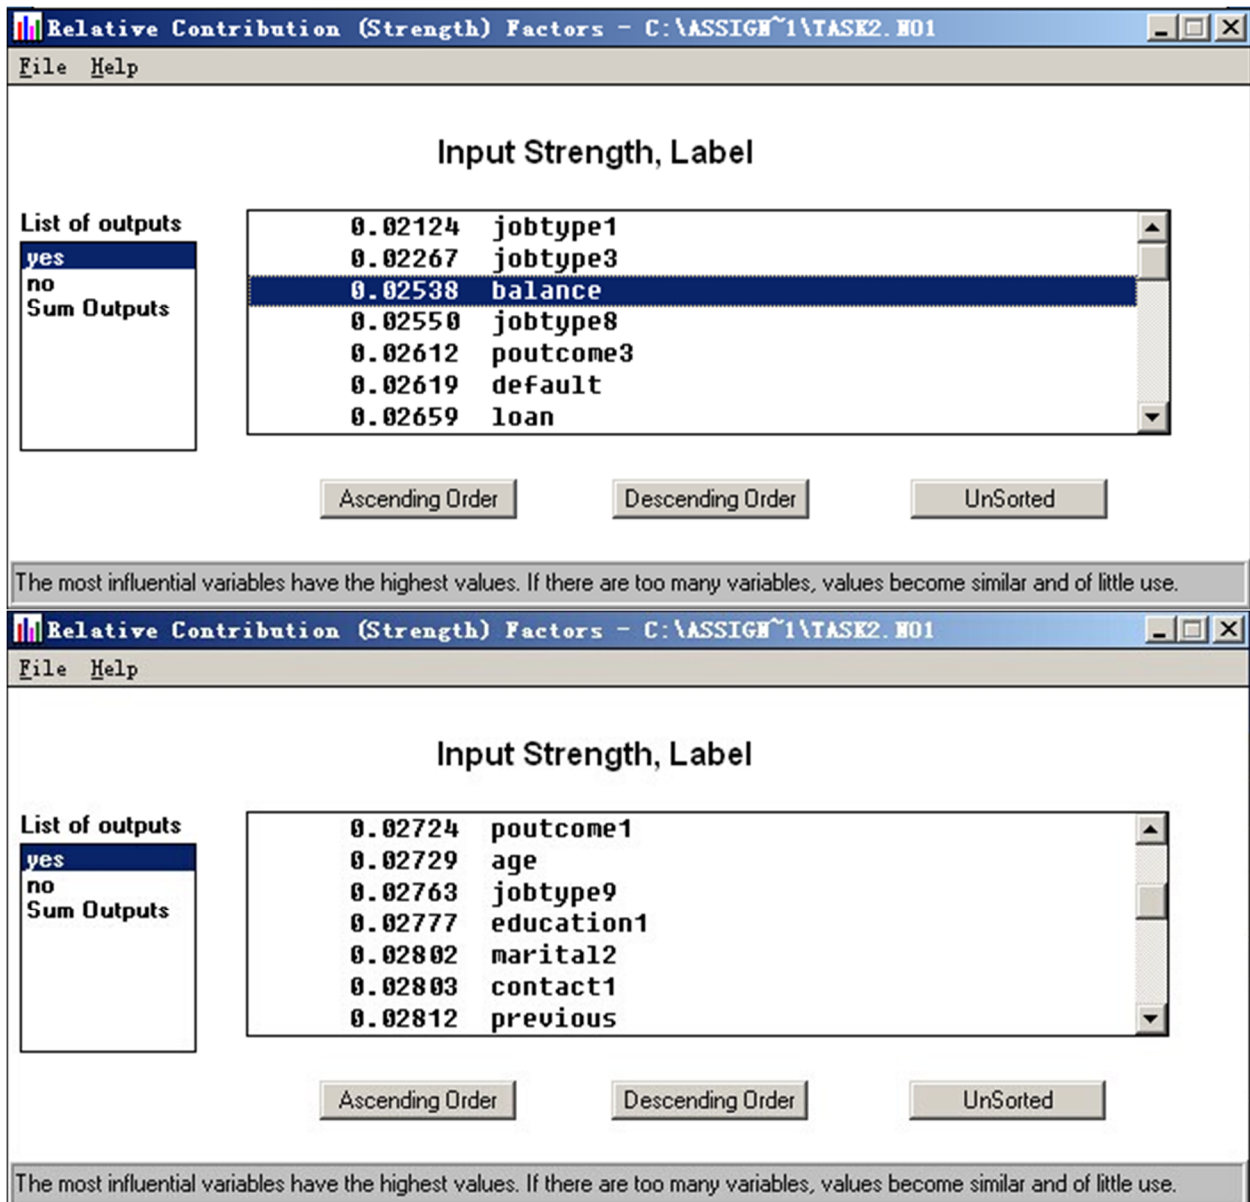 Relative Contribution (Strength) Factors - C:\ASSIGN~1\TASK2.NO1
File Help
Input Strength, Label
List of outputs
yes
no
Sum Outputs
0.02124 jobtype1
0.02267 jobtype3
0.02538 balance
0.02550 jobtype8
0.02612 poutcome3
0.02619 default
0.02659 loan
Ascending Order Descending Order UnSorted
The most influential variables have the highest values. If there are too many variables, values become similar and of little use.
Relative Contribution (Strength) Factors - C:\ASSIGN~1\TASK2.NO1
File Help
Input Strength, Label
List of outputs
yes
no
Sum Outputs
0.02724 poutcome1
0.02729 age
0.02763 jobtype9
0.02777 education1
0.02802 marital2
0.02803 contact1
0.02812 previous
Ascending Order Descending Order UnSorted
The most influential variables have the highest values. If there are too many variables, values become similar and of little use.